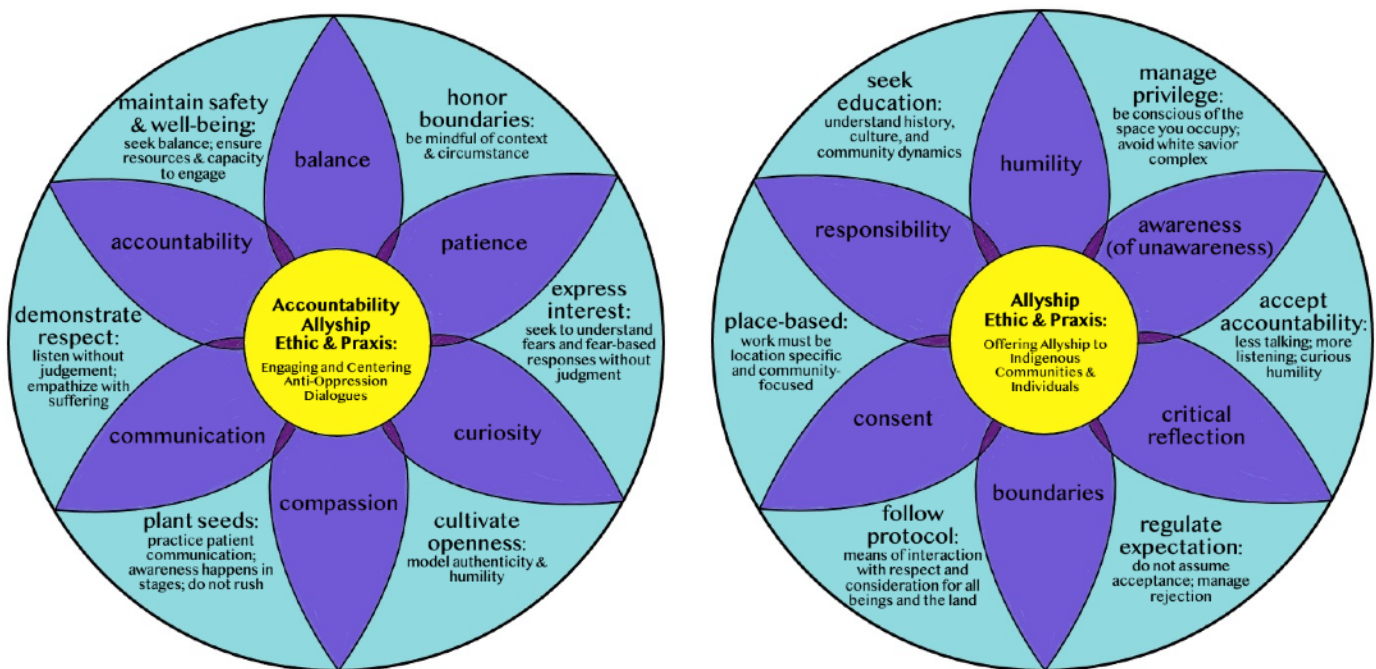 balance
honor
boundaries:
be mindful of context
& circumstance
patience
express
interest:
seek to understand
fears and fear-based
responses without
judgment
curiosity
cultivate
openness:
model authenticity &
humility
compassion
plant seeds:
practice patient
communication;
awareness happens in
stages; do not rush
communication
demonstrate
respect:
listen without
judgement;
empathize with
suffering
accountability
maintain safety
& well-being:
seek balance; ensure
resources & capacity
to engage
Accountability
Allyship
Ethic & Praxis:
Engaging and Centering
Anti-Oppression
Dialogues
humility
manage
privilege:
be conscious of the
space you occupy;
avoid white savior
complex
awareness
(of unawareness)
accept
accountability:
less talking; more
listening; curious
humility
critical
reflection
regulate
expectation:
do not assume
acceptance; manage
rejection
boundaries
follow
protocol:
means of interaction
with respect and
consideration for all
beings and the land
consent
place-based:
work must be
location specific
and community-
focused
responsibility
seek
education:
understand history,
culture, and
community dynamics
Allyship
Ethic & Praxis:
Offering Allyship to
Indigenous
Communities &
Individuals